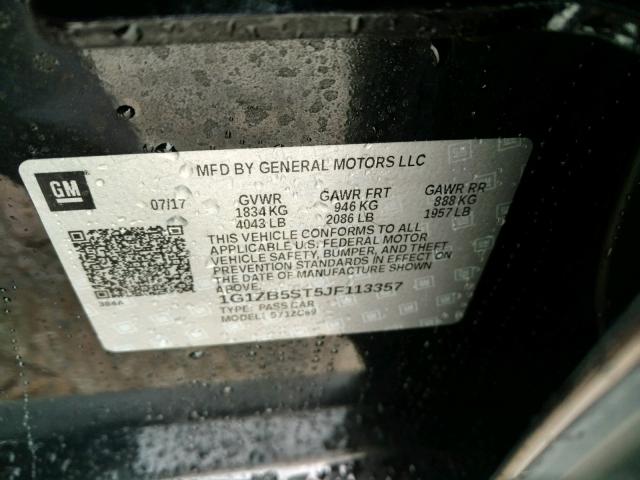 MFD BY GENERAL MOTORS LLC
GM
07/17
GVWR
1834 KG
4043 LB
GAWR FRT
946 KG
2086 LB
GAWR RR
888 KG
1957 LB
THIS VEHICLE CONFORMS TO ALL
APPLICABLE U.S. FEDERAL MOTOR
VEHICLE SAFETY, BUMPER, AND THEFT
PREVENTION STANDARDS IN EFFECT ON
THE DATE OF MANUFACTURE SHOWN
ABOVE.
1G1ZB5ST5JF113357
TYPE: PASS CAR
MODEL:
384A